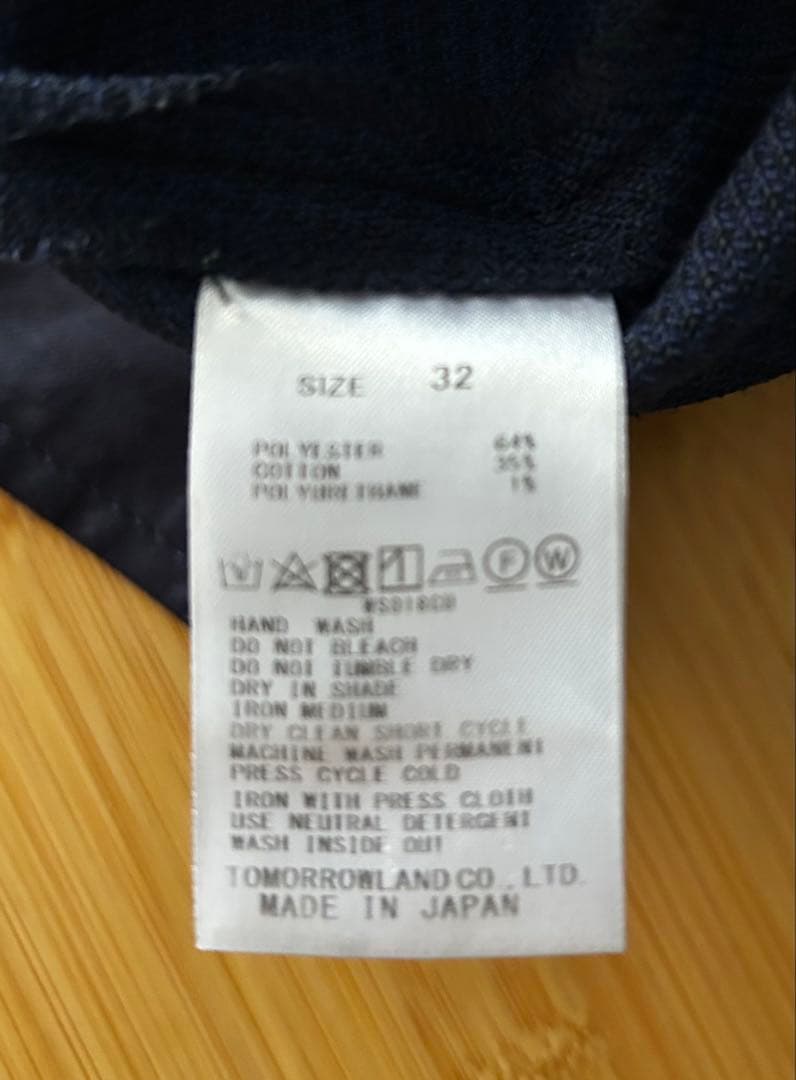 SIZE 32
POLYESTER 64%
COTTON 35%
POLYURETHANE 1%
F W
HAND WASH
DO NOT BLEACH
DO NOT TUMBLE DRY
DRY IN SHADE
IRON MEDIUM
DRY CLEAN SHORT CYCLE
MACHINE WASH PERMANENT
PRESS CYCLE COLD
IRON WITH PRESS CLOTH
USE NEUTRAL DETERGENT
WASH INSIDE OUT
TOMORROWLAND CO., LTD.
MADE IN JAPAN